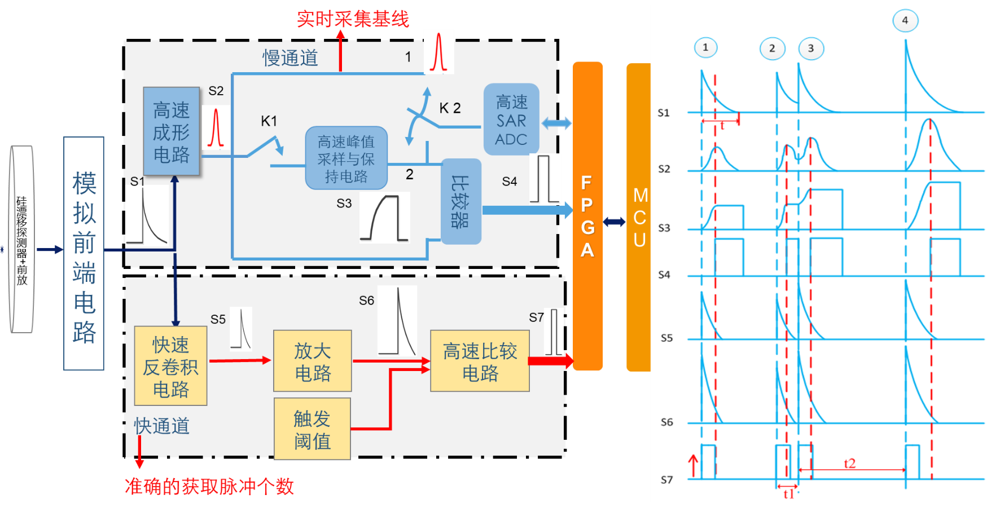 实时采集基线
慢通道
1
S2
高速
成形
电路
K1
K 2
高速
SAR
ADC
高速峰值
采样与保
持电路
2
S1
S3
S4
比较器
硅漂移探测器+前放
模拟前端电路
FPGA
MCU
S5
S6
S7
快速
反卷积
电路
放大
电路
高速比较
电路
触发
阈值
快通道
准确的获取脉冲个数
1
2
3
4
S1
t
S2
S3
S4
S5
S6
S7
t1
t2